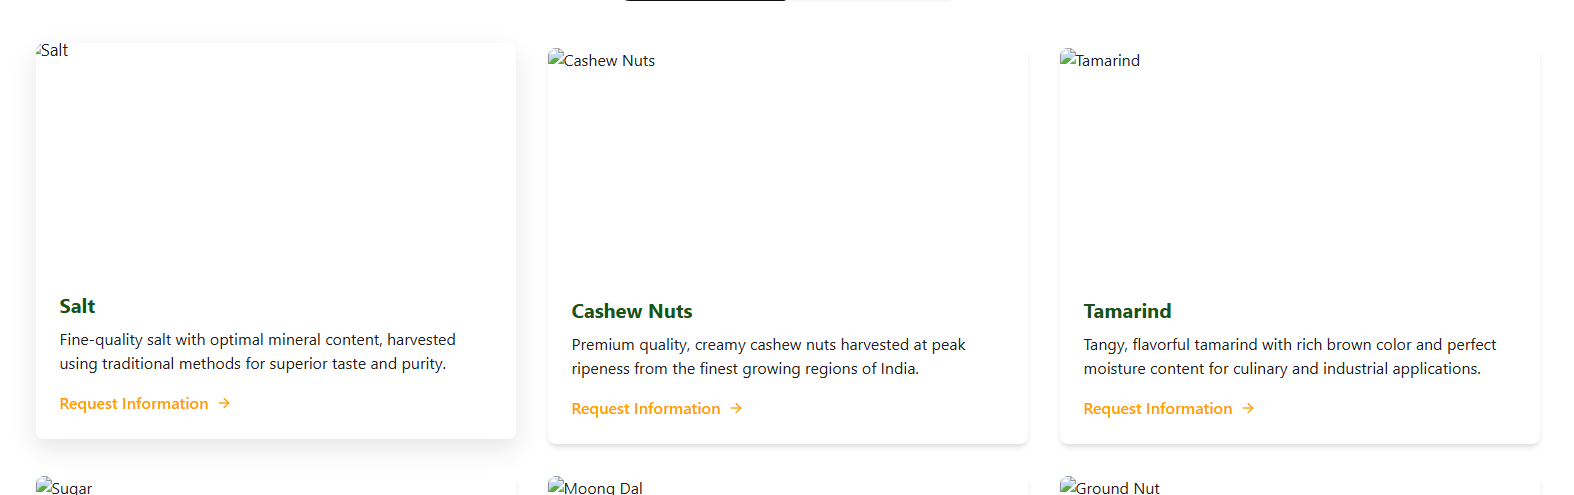 Salt
Cashew Nuts
Tamarind
Salt
Fine-quality salt with optimal mineral content, harvested
using traditional methods for superior taste and purity.
Request Information →
Cashew Nuts
Premium quality, creamy cashew nuts harvested at peak
ripeness from the finest growing regions of India.
Request Information →
Tamarind
Tangy, flavorful tamarind with rich brown color and perfect
moisture content for culinary and industrial applications.
Request Information →
Sugar
Moong Dal
Ground Nut